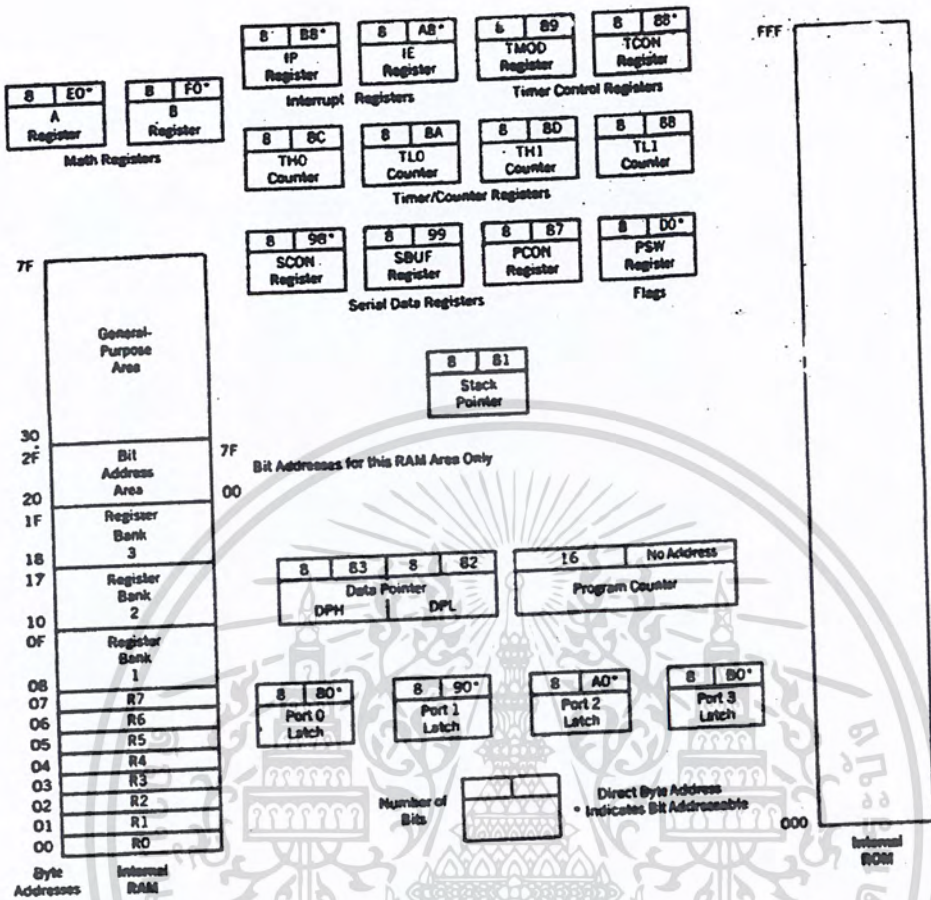 8 B8*
IP
Register
8 A8*
IE
Register
Interrupt Registers
8 89
TMOD
Register
8 88*
TCON
Register
Timer Control Registers
FFF
8 E0*
A
Register
8 F0*
B
Register
Math Registers
8 8C
TH0
Counter
8 8A
TL0
Counter
8 8D
TH1
Counter
8 8B
TL1
Counter
Timer/Counter Registers
8 98*
SCON
Register
8 99
SBUF
Register
8 87
PCON
Register
Serial Data Registers
8 D0*
PSW
Register
Flags
8 81
Stack
Pointer
7F
General-
Purpose
Area
30
2F
Bit
Address
Area
20
7F
Bit Addresses for this RAM Area Only
00
1F
Register
Bank
3
18
17
Register
Bank
2
10
0F
Register
Bank
1
08
07 R7
06 R6
05 R5
04 R4
03 R3
02 R2
01 R1
00 R0
Byte
Addresses
Internal
RAM
8 83 8 82
Data Pointer
DPH DPL
16 No Address
Program Counter
8 80*
Port 0
Latch
8 90*
Port 1
Latch
8 A0*
Port 2
Latch
8 B0*
Port 3
Latch
Number of
Bits
Direct Byte Address
* Indicates Bit Addressable
000
Internal
ROM